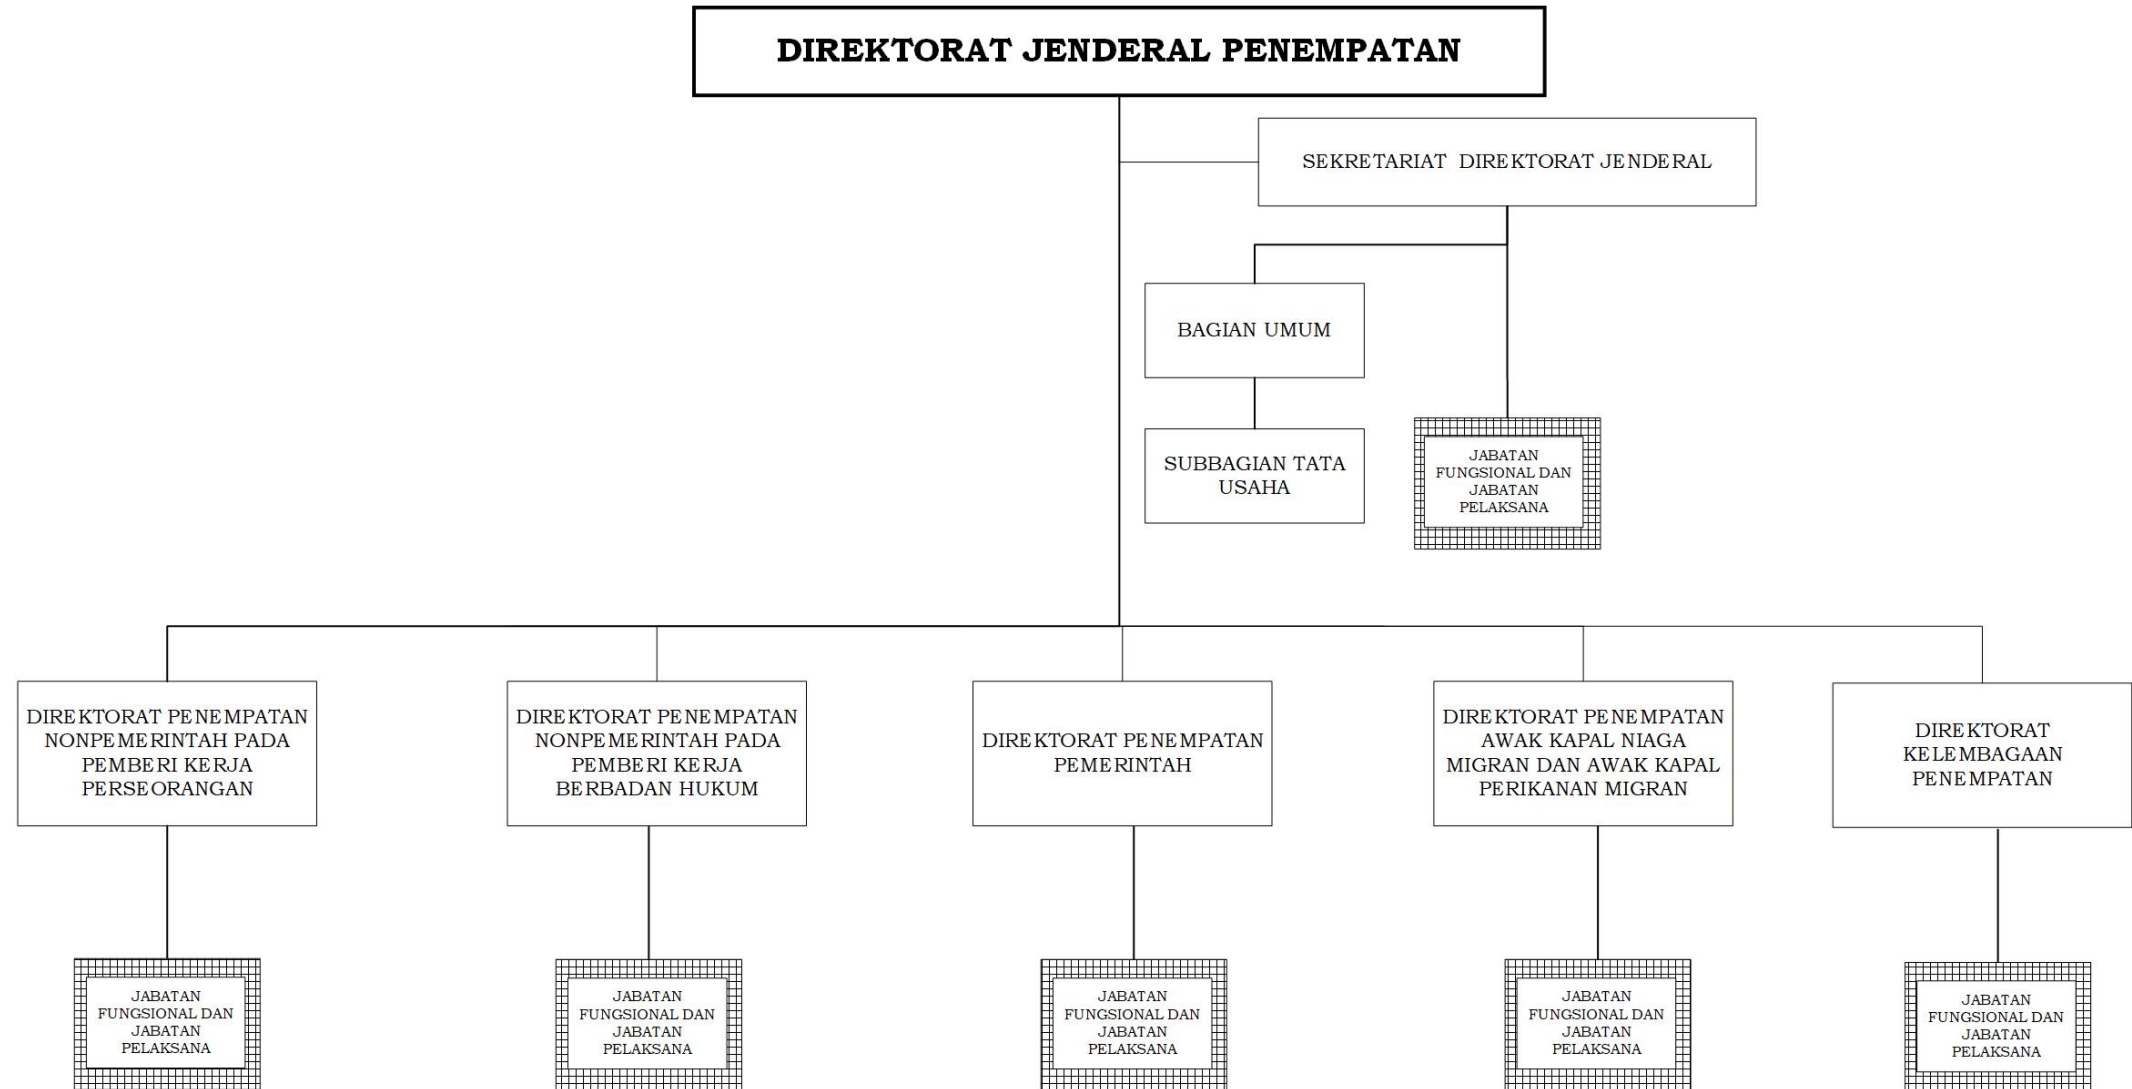 DIREKTORAT JENDERAL PENEMPATAN
SEKRETARIAT DIREKTORAT JENDERAL
BAGIAN UMUM
SUBBAGIAN TATA
USAHA
JABATAN
FUNGSIONAL DAN
JABATAN
PELAKSANA
DIREKTORAT PENEMPATAN
NONPEMERINTAH PADA
PEMBERI KERJA
PERSEORANGAN
DIREKTORAT PENEMPATAN
NONPEMERINTAH PADA
PEMBERI KERJA
BERBADAN HUKUM
DIREKTORAT PENEMPATAN
PEMERINTAH
DIREKTORAT PENEMPATAN
AWAK KAPAL NIAGA
MIGRAN DAN AWAK KAPAL
PERIKANAN MIGRAN
DIREKTORAT
KELEMBAGAAN
PENEMPATAN
JABATAN
FUNGSIONAL DAN
JABATAN
PELAKSANA
JABATAN
FUNGSIONAL DAN
JABATAN
PELAKSANA
JABATAN
FUNGSIONAL DAN
JABATAN
PELAKSANA
JABATAN
FUNGSIONAL DAN
JABATAN
PELAKSANA
JABATAN
FUNGSIONAL DAN
JABATAN
PELAKSANA